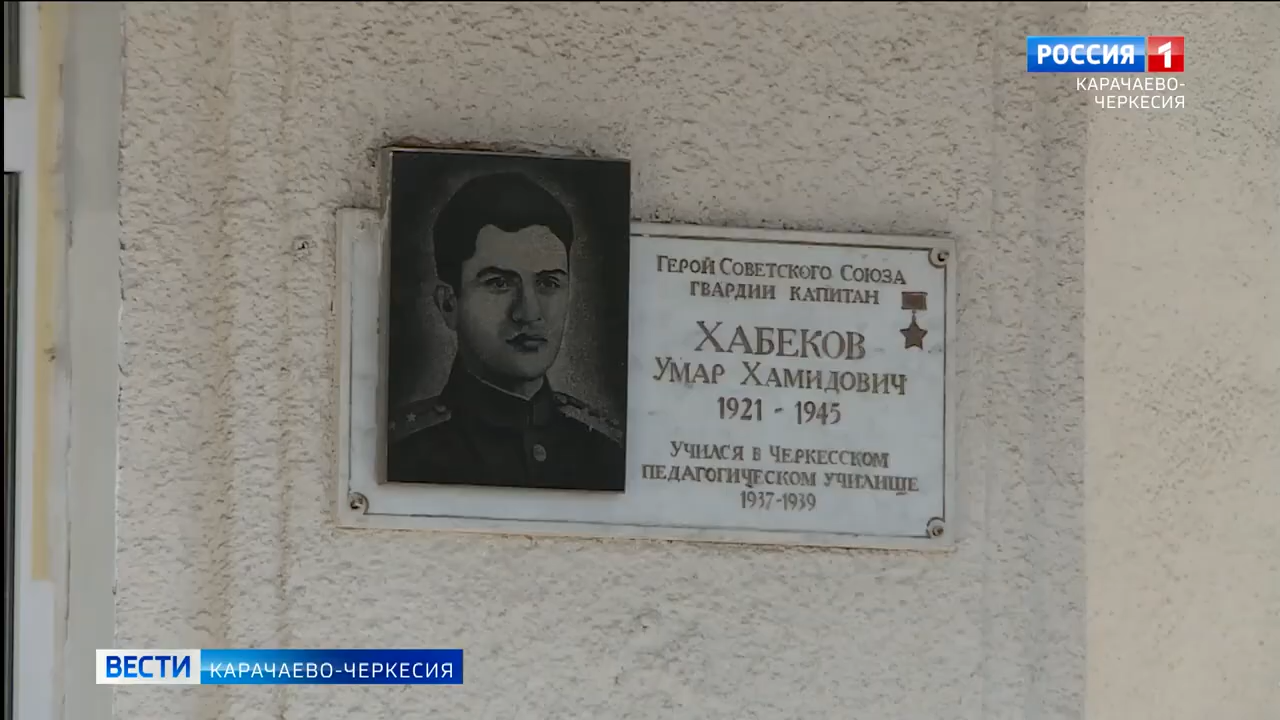 РОССИЯ 1
КАРАЧАЕВО-
ЧЕРКЕСИЯ
ГЕРОЙ СОВЕТСКОГО СОЮЗА
ГВАРДИИ КАПИТАН
ХАБЕКОВ
УМАР ХАМИДОВИЧ
1921 - 1945
УЧИЛСЯ В ЧЕРКЕССКОМ
ПЕДАГОГИЧЕСКОМ УЧИЛИЩЕ
1937-1939
ВЕСТИ КАРАЧАЕВО-ЧЕРКЕСИЯ